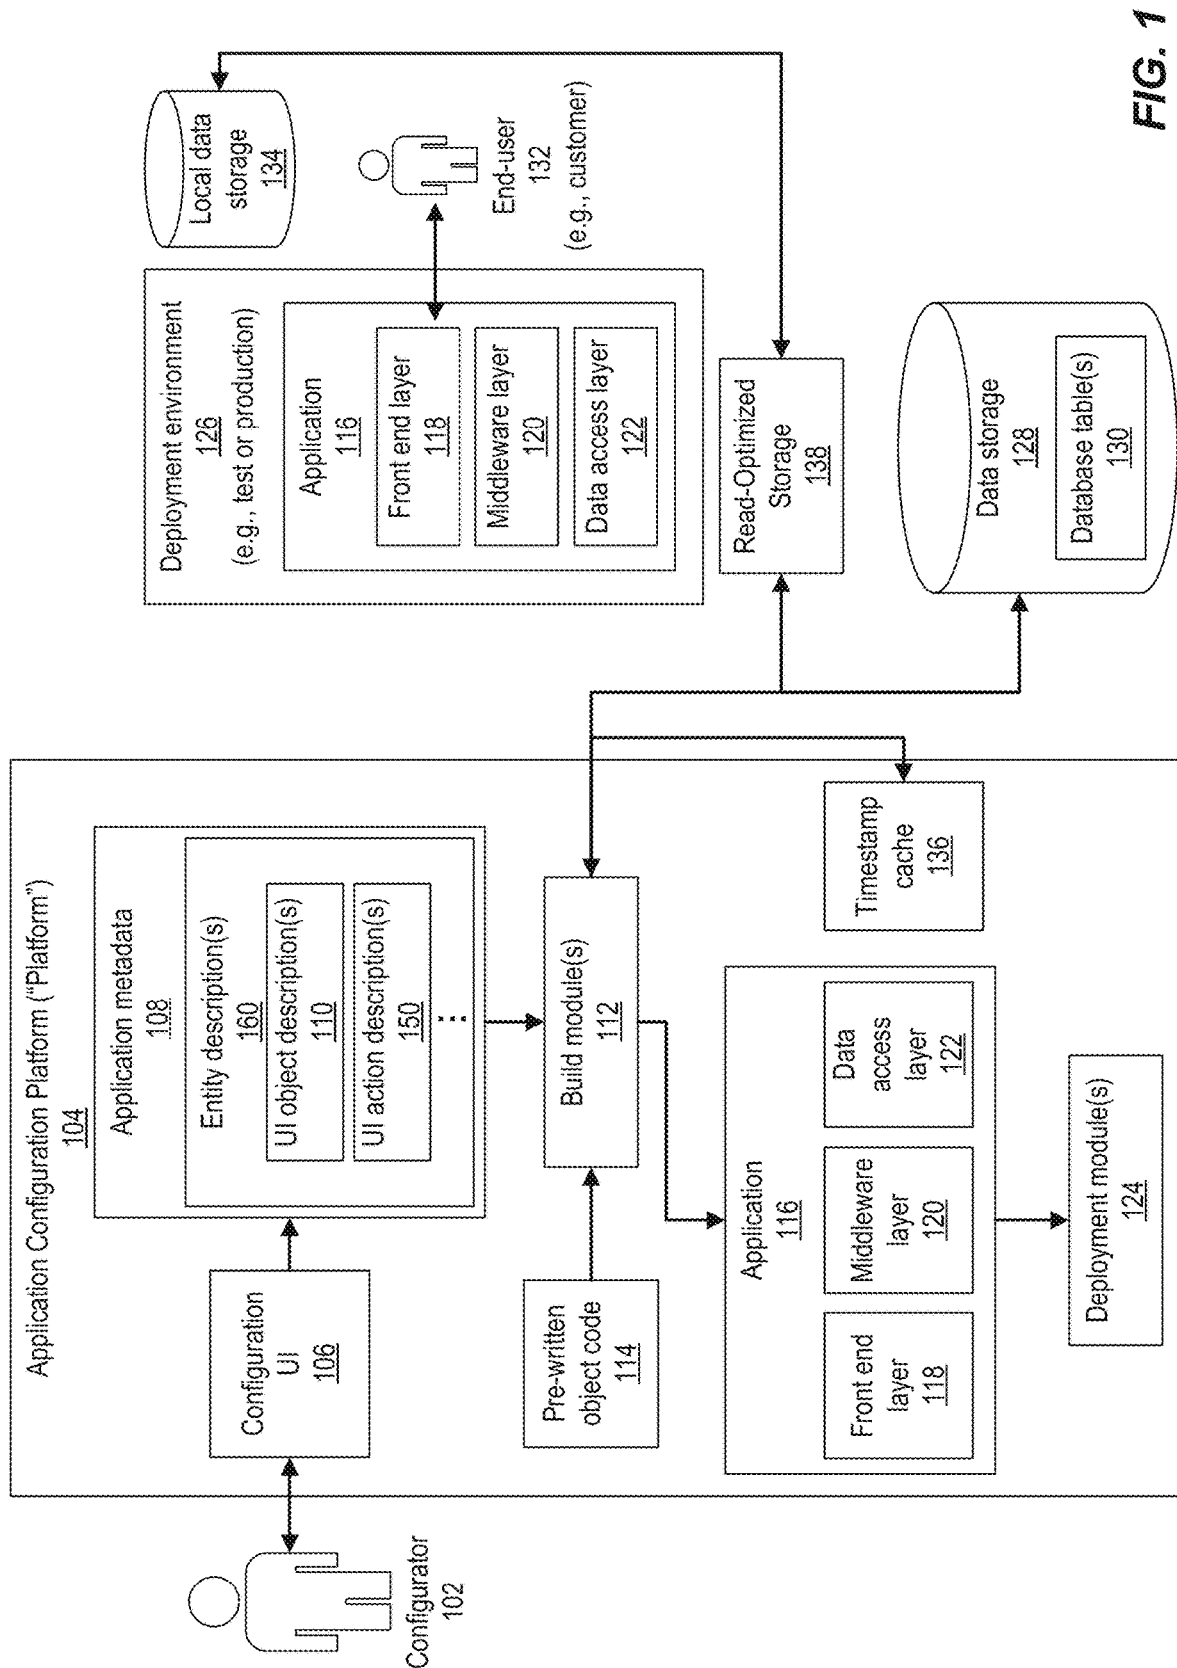 Application Configuration Platform (“Platform”)
104
Configurator
102
Configuration
UI
106
Application metadata
108
Entity description(s)
160
UI object description(s)
110
UI action description(s)
150
Pre-written
object code
114
Build module(s)
112
Application
116
Front end
layer
118
Middleware
layer
120
Data
access
layer
122
Timestamp
cache
136
Deployment module(s)
124
Deployment environment
126
(e.g., test or production)
Application
116
Front end layer
118
Middleware layer
120
Data access layer
122
Local data
storage
134
End-user
132
(e.g., customer)
Read-Optimized
Storage
138
Data storage
128
Database table(s)
130
FIG. 1